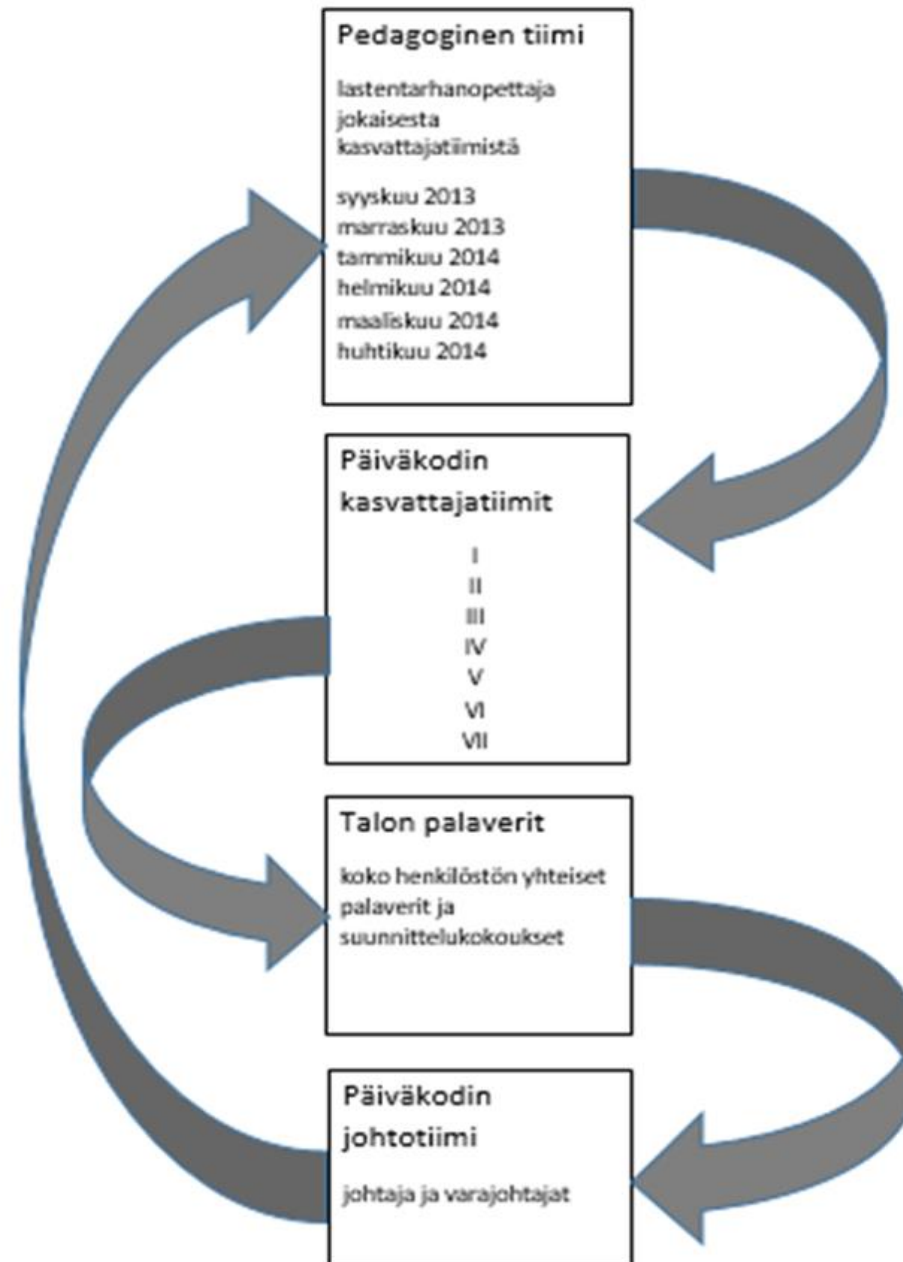 Pedagoginen tiimi
lastentarhanopettaja
jokaisesta
kasvattajatiimistä
syyskuu 2013
marraskuu 2013
tammikuu 2014
helmikuu 2014
maaliskuu 2014
huhtikuu 2014
Päiväkodin
kasvattajatiimit
I
II
III
IV
V
VI
VII
Talon palaverit
koko henkilöstön yhteiset
palaverit ja
suunnittelukokoukset
Päiväkodin
johtotiimi
johtaja ja varajohtajat